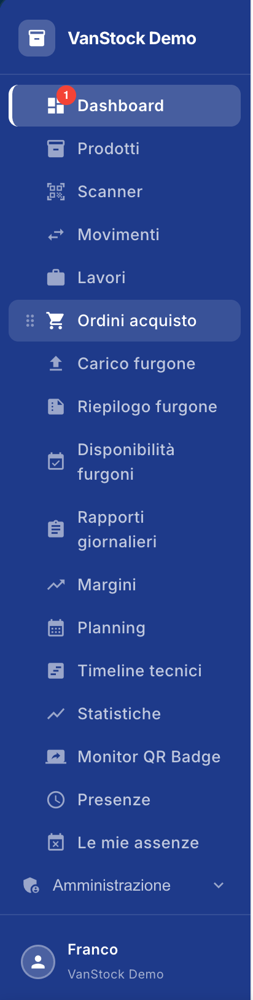 VanStock Demo
1
Dashboard
Prodotti
Scanner
Movimenti
Lavori
Ordini acquisto
Carico furgone
Riepilogo furgone
Disponibilità
furgoni
Rapporti
giornalieri
Margini
Planning
Timeline tecnici
Statistiche
Monitor QR Badge
Presenze
Le mie assenze
Amministrazione
Franco
VanStock Demo